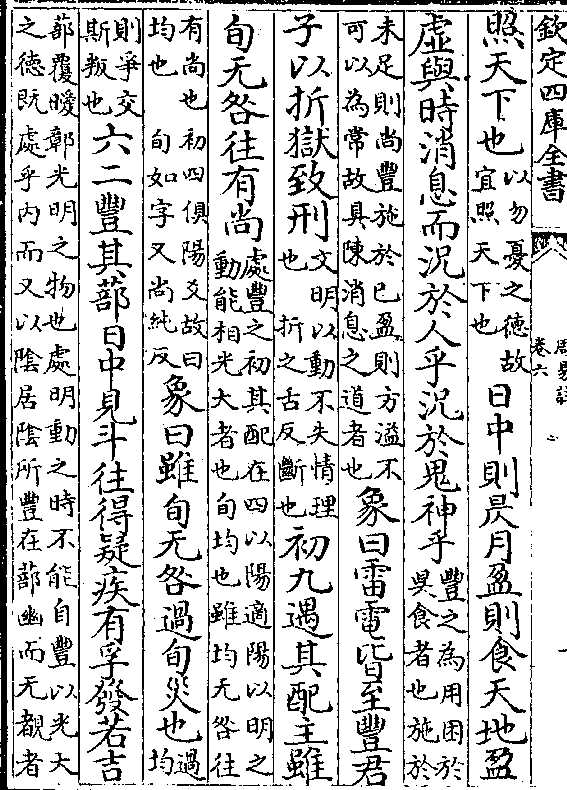 欽定四庫全書
周易註
卷六
照天下也以勿憂之德故宜照天下也日中則昃月盈則食天地盈
虛與時消息而況於人乎況於鬼神乎豐之為用困於昃食者也施於
未足則尚豐施於已盈則方溢不可以為常故具陳消息之道者也象曰雷電皆至豐君
子以折獄致刑文明以動不失情理也 折之舌反斷也初九遇其配主雖
旬无咎往有尚處豐之初其配在四以陽適陽以明之動能相光大者也旬均也雖均无咎往
有尚也初四俱陽爻故曰均也 旬如字又尚純反象曰雖旬无咎過旬災也過均
則爭交斯叛也六二豐其蔀日中見斗往得疑疾有孚發若吉
蔀覆曖鄣光明之物也處明動之時不能自豐以光大之德既處乎內而又以陰居陰所豐在蔀幽而无覩者